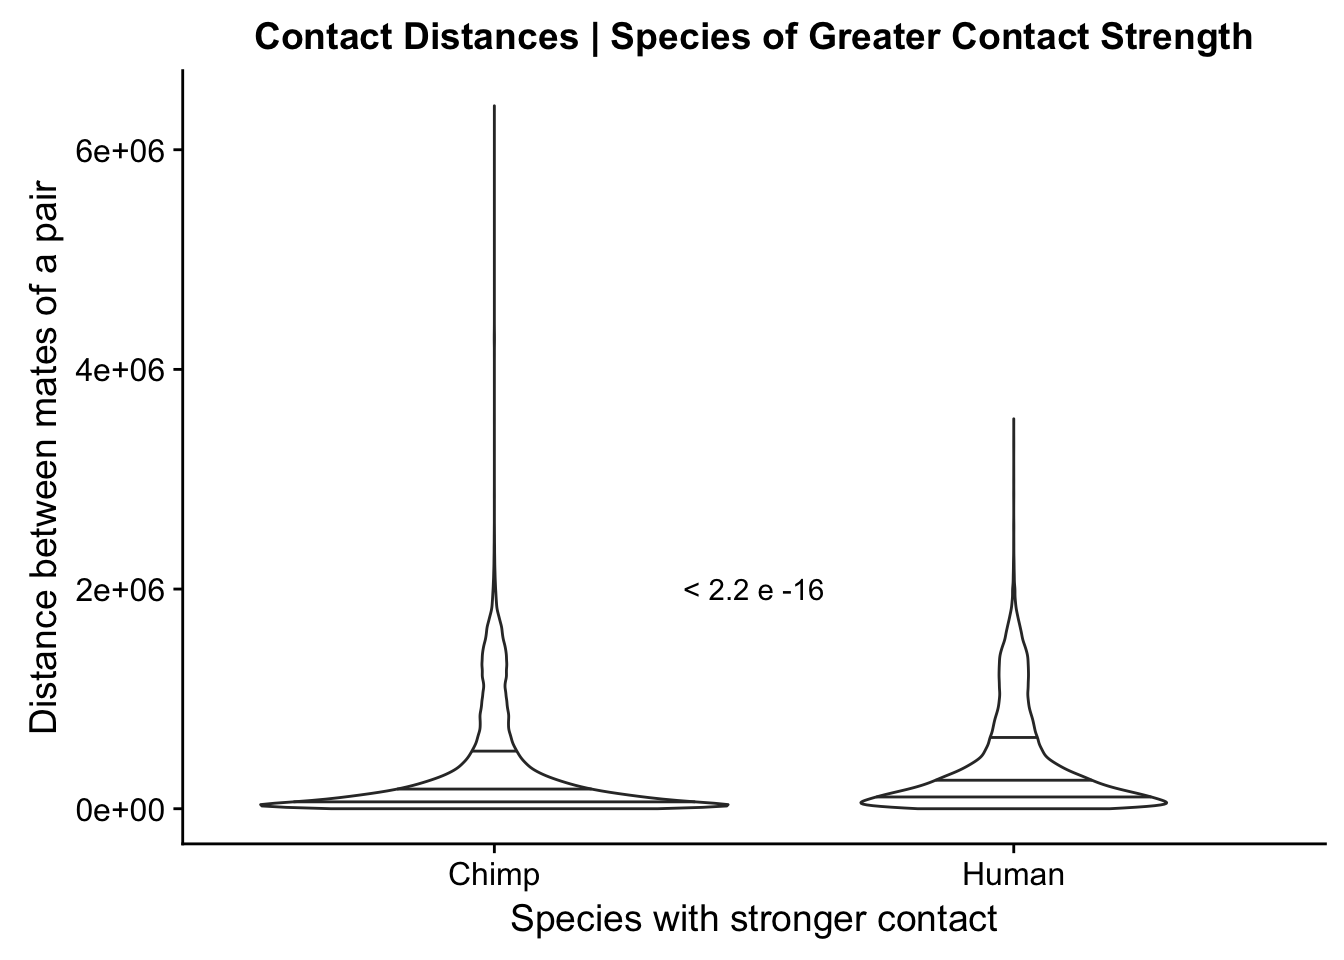 Contact Distances | Species of Greater Contact Strength
Distance between mates of a pair
6e+06
4e+06
2e+06
0e+00
< 2.2 e -16
Chimp
Human
Species with stronger contact